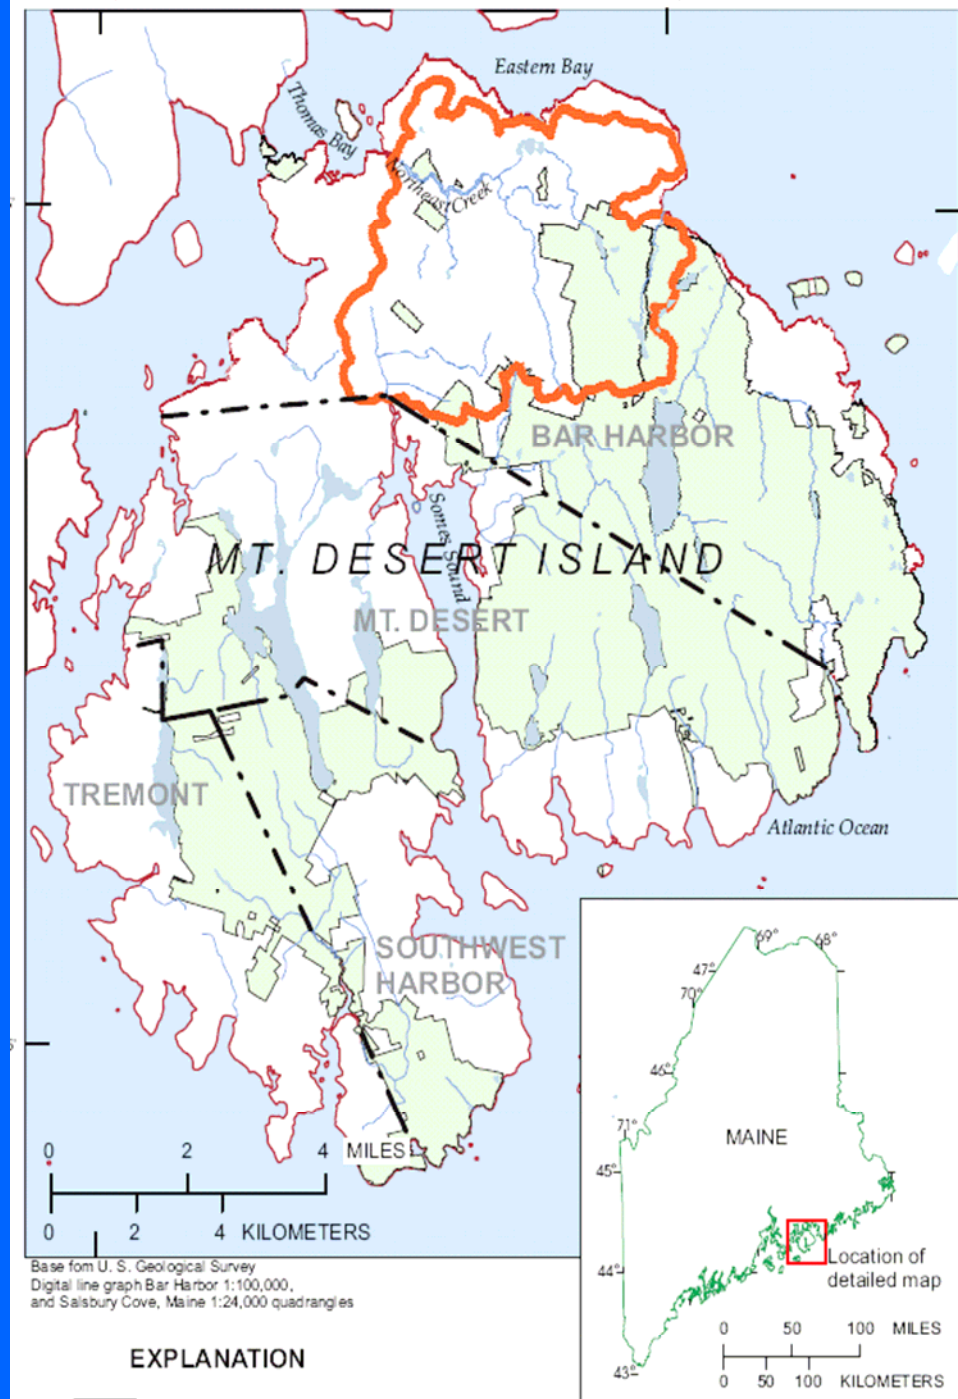 Eastern Bay
Thomas Bay
Northeast Creek
BAR HARBOR
Somes Sound
MT. DESERT ISLAND
MT. DESERT
TREMONT
Atlantic Ocean
SOUTHWEST
HARBOR
0 2 4 MILES
0 2 4 KILOMETERS
69° 68°
47°
70°
46°
71°
MAINE
45°
Location of
detailed map
44°
0 50 100 MILES
43° 0 50 100 KILOMETERS
Base fom U. S. Geological Survey
Digital line graph Bar Harbor 1:100,000,
and Salsbury Cove, Maine 1:24,000 quadrangles
EXPLANATION